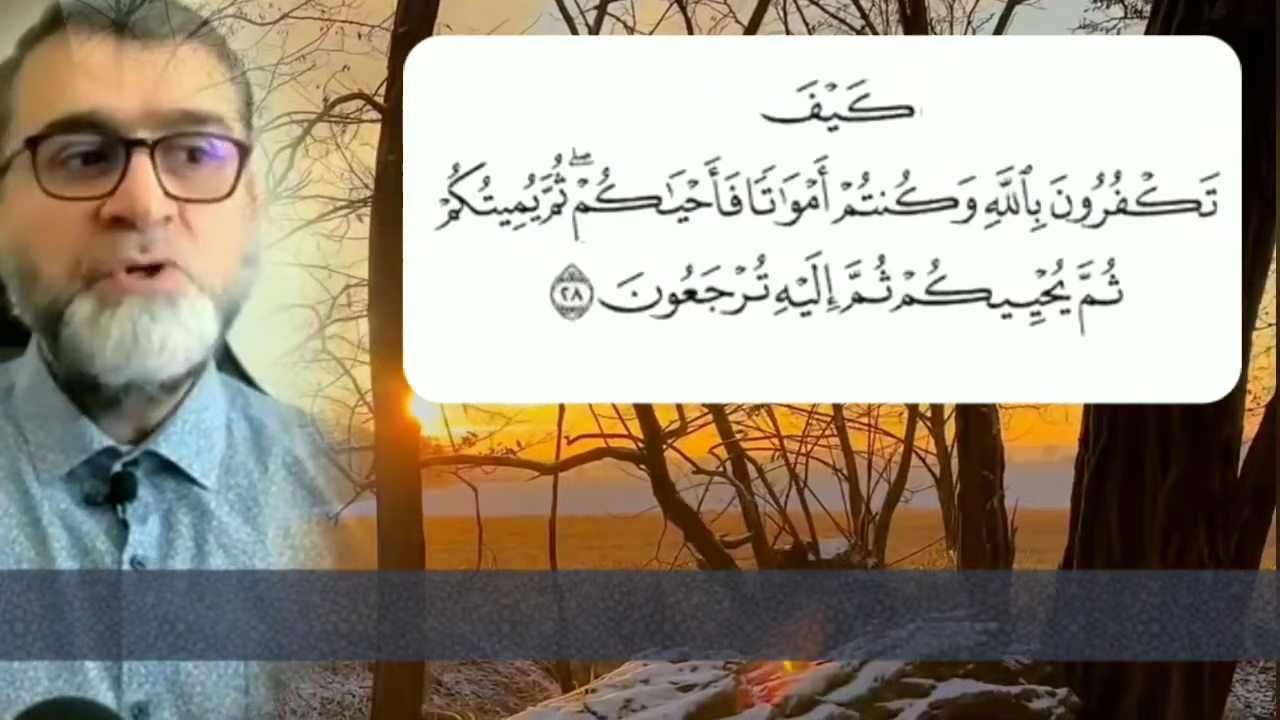 كَيْفَ
تَكْفُرُونَ بِٱللَّهِ وَكُنتُمْ أَمْوَٰتًا فَأَحْيَـٰكُمْ ۖ ثُمَّ يُمِيتُكُمْ
ثُمَّ يُحْيِيكُمْ ثُمَّ إِلَيْهِ تُرْجَعُونَ ٢٨